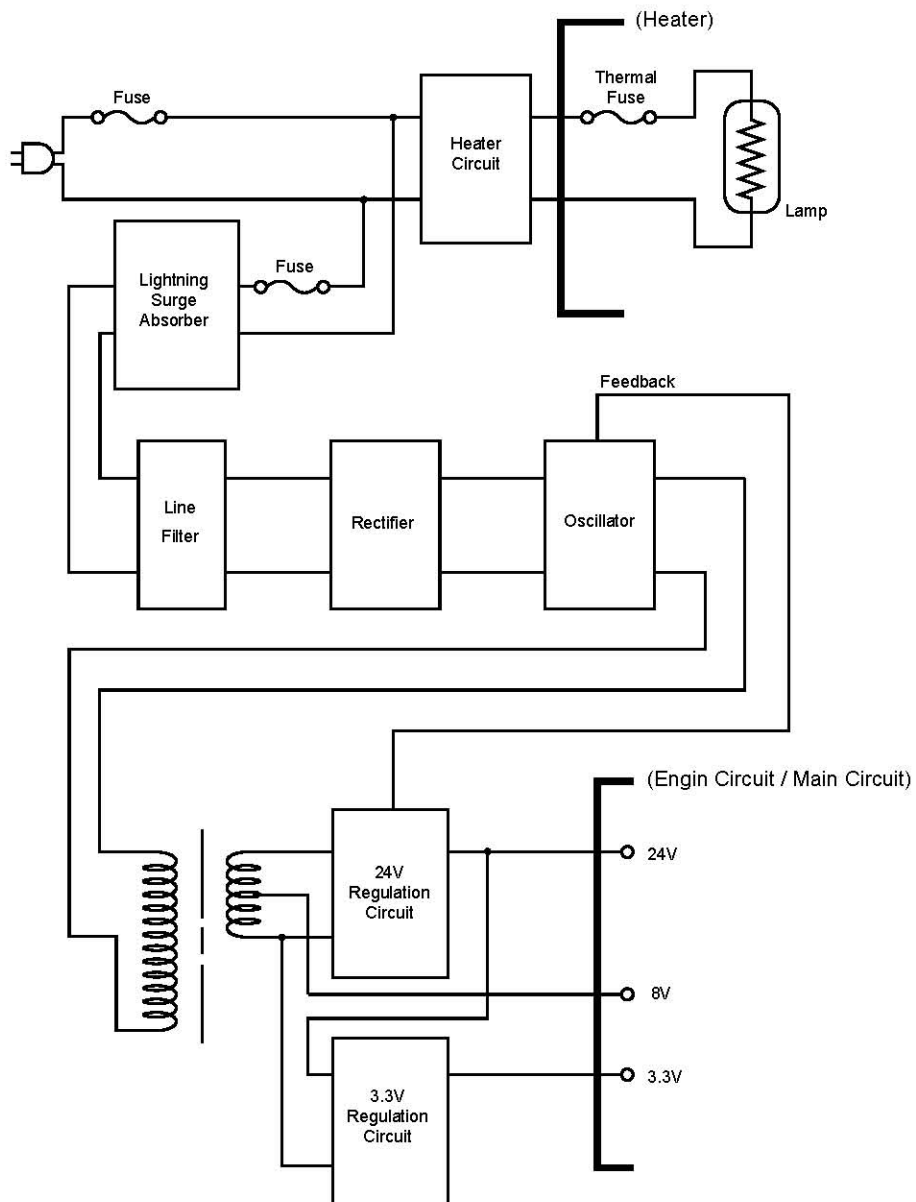 (Heater)
Fuse
Thermal
Fuse
Heater
Circuit
Lamp
Lightning
Surge
Absorber
Fuse
Feedback
Line
Filter
Rectifier
Oscillator
(Engin Circuit / Main Circuit)
24V
Regulation
Circuit
24V
8V
3.3V
Regulation
Circuit
3.3V